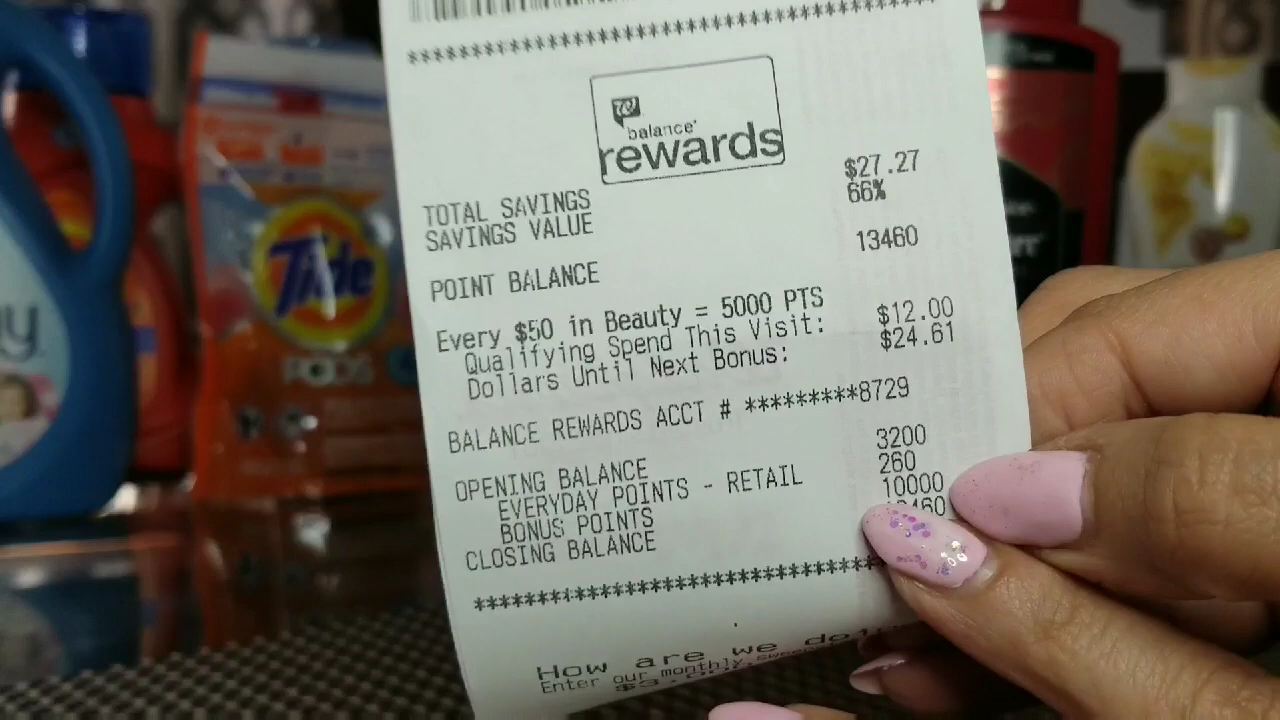 ********************************************
balance®
rewards
TOTAL SAVINGS $27.27
SAVINGS VALUE 66%
POINT BALANCE 13460
Every $50 in Beauty = 5000 PTS
Qualifying Spend This Visit: $12.00
Dollars Until Next Bonus: $24.61
BALANCE REWARDS ACCT # *********8729
OPENING BALANCE 3200
EVERYDAY POINTS - RETAIL 260
BONUS POINTS 10000
CLOSING BALANCE 460
How are we
Enter our monthly
Tide
PODS